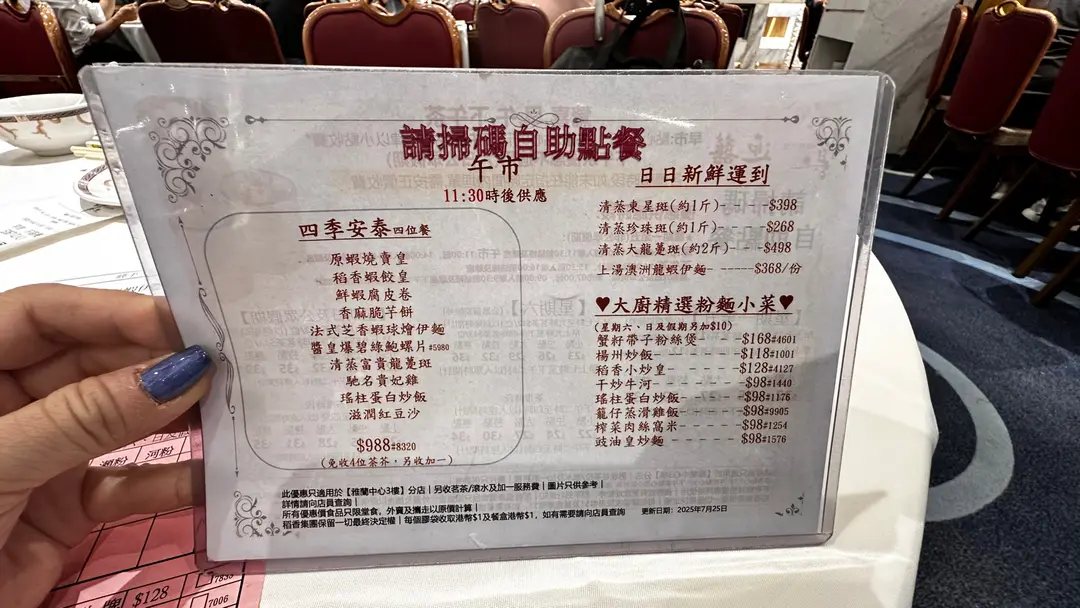 請掃碼自助點餐
午市
11:30時後供應
四季安泰 四位餐
原蝦燒賣皇
稻香蝦餃皇
鮮蝦腐皮卷
香麻脆芋餅
法式芝香蝦球燴伊麵
醬皇爆碧綠鮑螺片#5980
清蒸富貴龍躉斑
馳名貴妃雞
瑤柱蛋白炒飯
滋潤紅豆沙
$988#8320
(免收4位茶芥，另收加一)
日日新鮮運到
清蒸東星斑(約1斤)- - - - -$398
清蒸珍珠斑(約1斤)- - - - -$268
清蒸大龍躉斑(約2斤)- - - -$498
上湯澳洲龍蝦伊麵- -----$368/份
♥大廚精選粉麵小菜♥
(星期六、日及假期另加$10)
蟹籽帶子粉絲煲- - - - -$168#4601
楊州炒飯- - - - - - - -$118#1001
稻香小炒皇- - - - - - -$128#4127
干炒牛河- - - - - - - -$98#1440
瑤柱蛋白炒飯- - - - - -$98#1176
籠仔蒸滑雞飯- - - - - -$98#9905
榨菜肉絲窩米- - - - - -$98#1254
豉油皇炒麵- - - - - - -$98#1576
此優惠只適用於【雅蘭中心3樓】分店 | 另收茗茶/滾水及加一服務費 | 圖片只供參考 |
詳情請向店員查詢 |
所有優惠價食品只限堂食，外賣及攜走以原價計算 |
稻香集團保留一切最終決定權 | 每個膠袋收取港幣$1及餐盒港幣$1，如有需要請向店員查詢 更新日期：2025年7月25日
河粉
$128
7835
7006